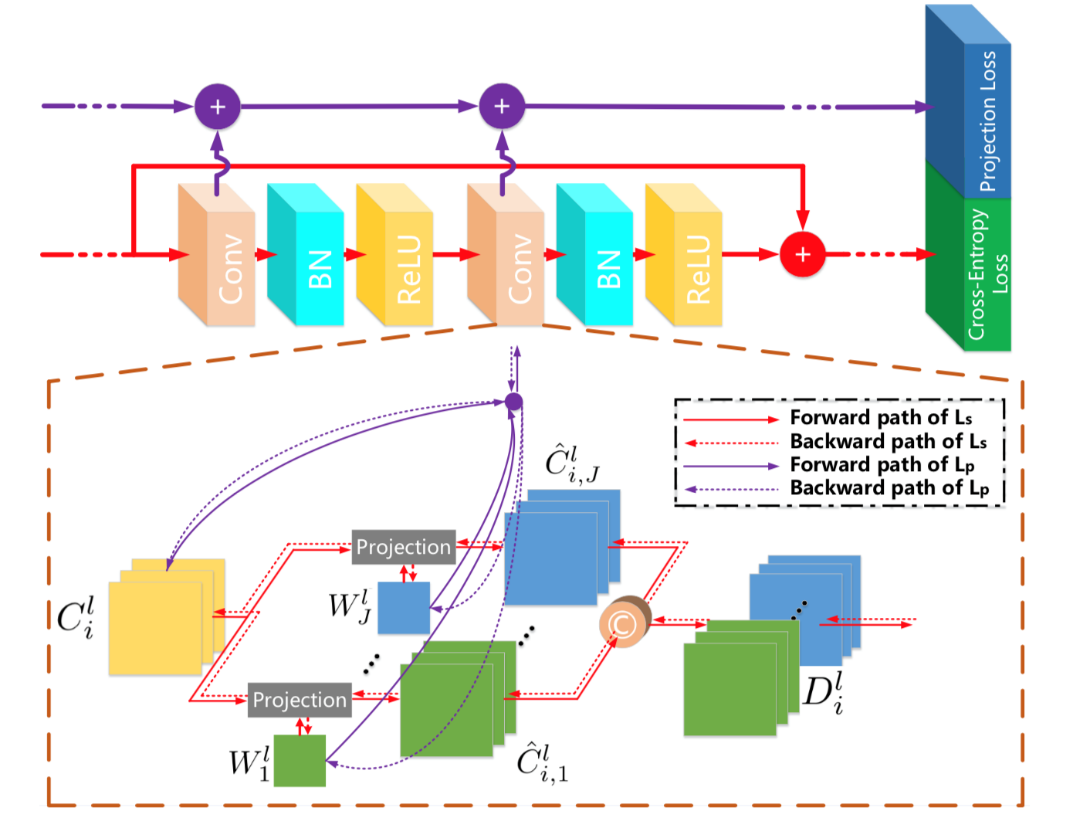 +
+
Projection Loss
Conv
BN
ReLU
Conv
BN
ReLU
+
Cross-Entropy
Loss
Forward path of Ls
Backward path of Ls
Forward path of Lp
Backward path of Lp
Ĉ^l_{i,J}
Projection
C^l_i
W^l_J
©
Projection
D^l_i
W^l_1
Ĉ^l_{i,1}